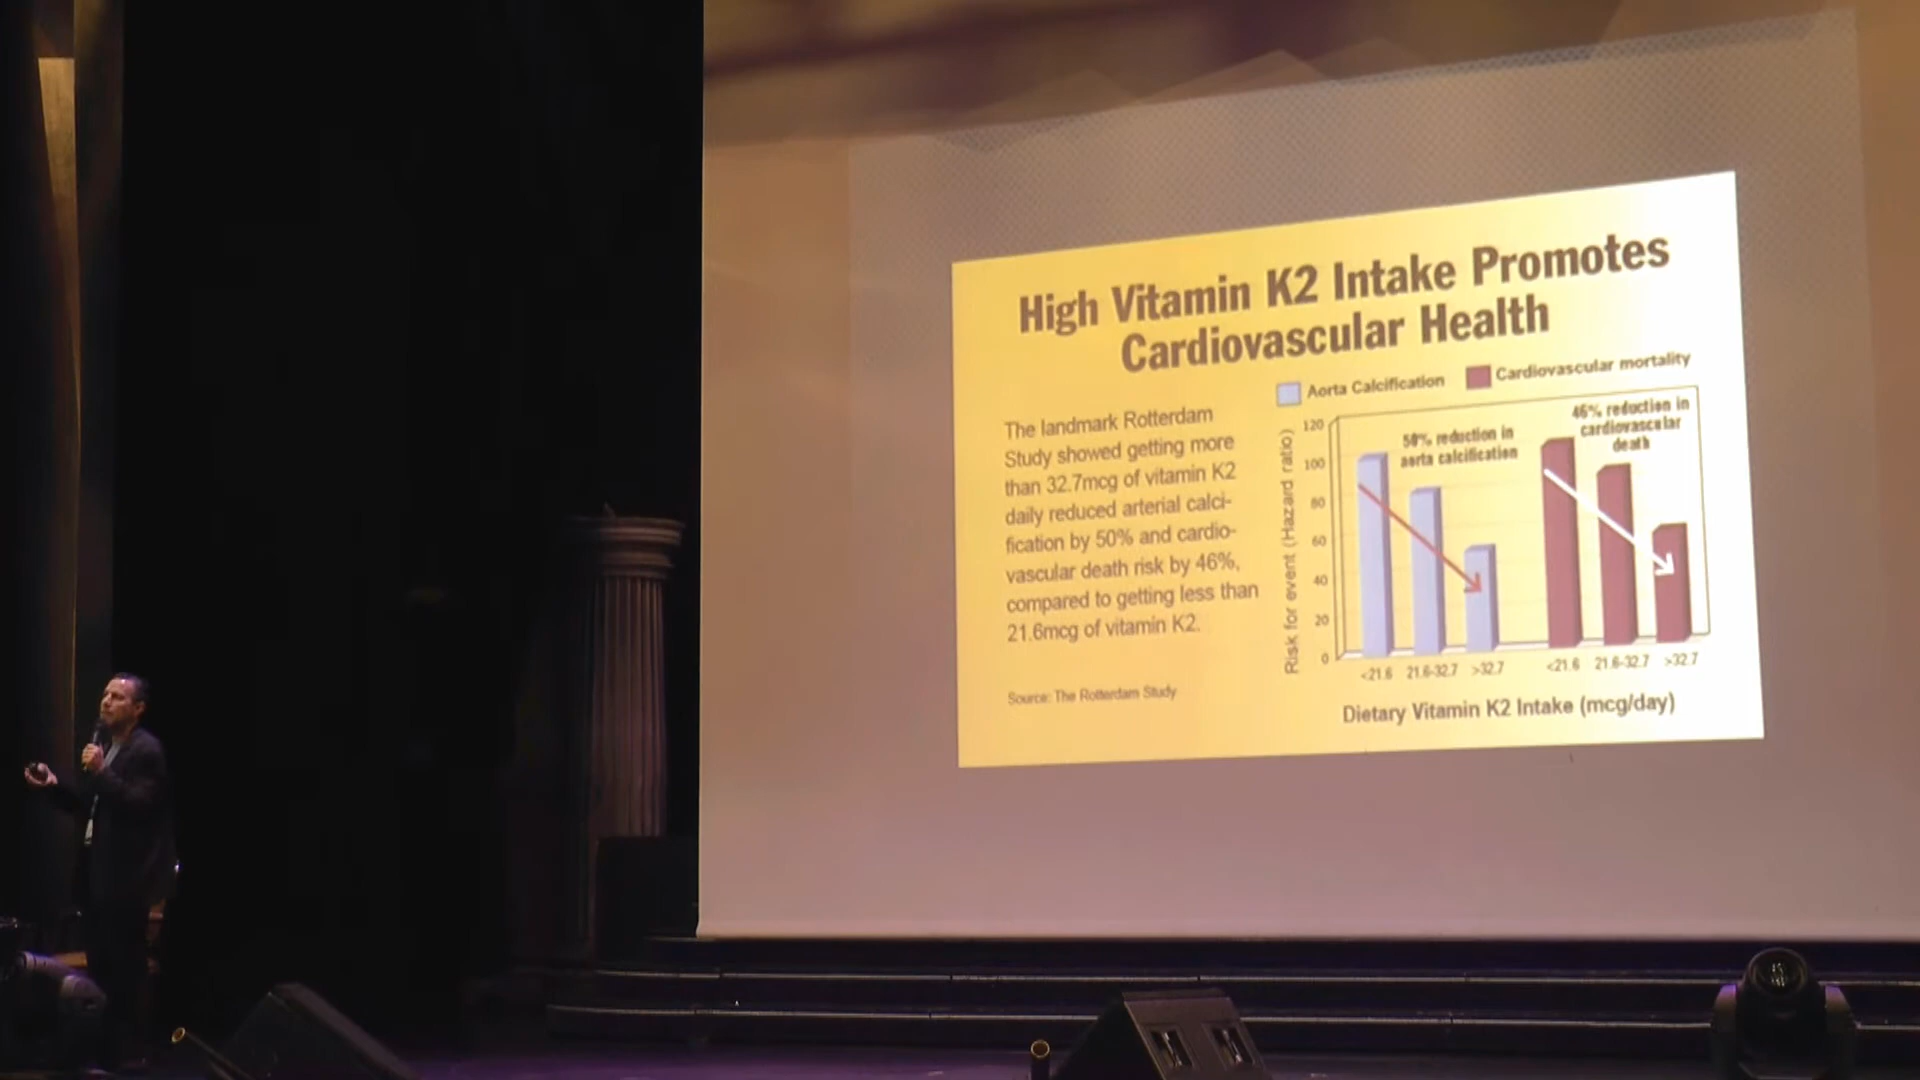 High Vitamin K2 Intake Promotes
Cardiovascular Health
The landmark Rotterdam
Study showed getting more
than 32.7mcg of vitamin K2
daily reduced arterial calci-
fication by 50% and cardio-
vascular death risk by 46%,
compared to getting less than
21.6mcg of vitamin K2.
Source: The Rotterdam Study
Aorta Calcification
Cardiovascular mortality
50% reduction in
aorta calcification
46% reduction in
cardiovascular
death
Risk for event (Hazard ratio)
120
100
80
60
40
20
0
<21.6 21.6-32.7 >32.7 <21.6 21.6-32.7 >32.7
Dietary Vitamin K2 Intake (mcg/day)